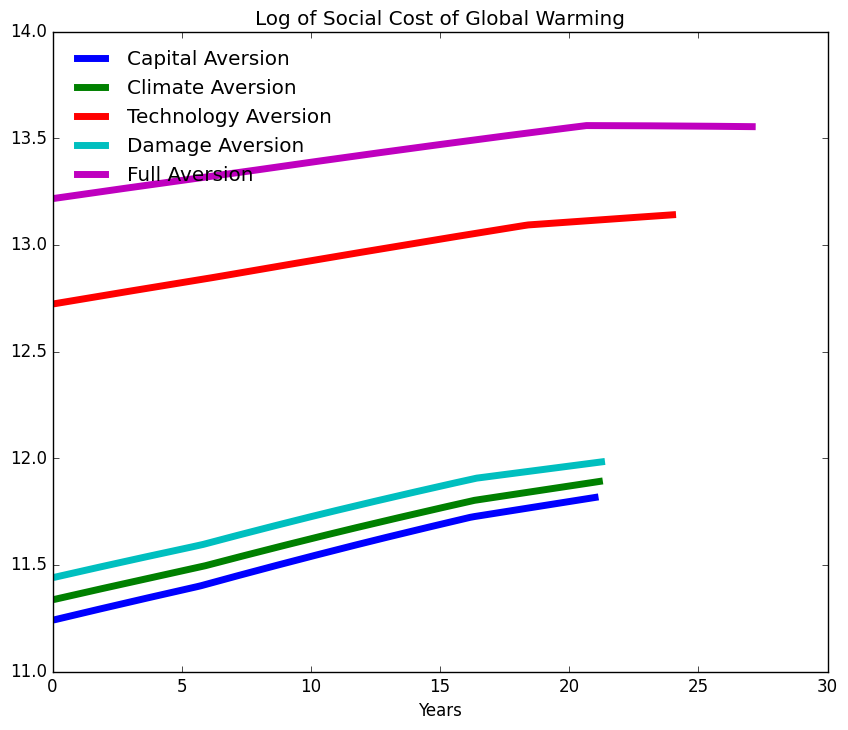 Log of Social Cost of Global Warming
14.0
13.5
13.0
12.5
12.0
11.5
11.0
Capital Aversion
Climate Aversion
Technology Aversion
Damage Aversion
Full Aversion
0 5 10 15 20 25 30
Years